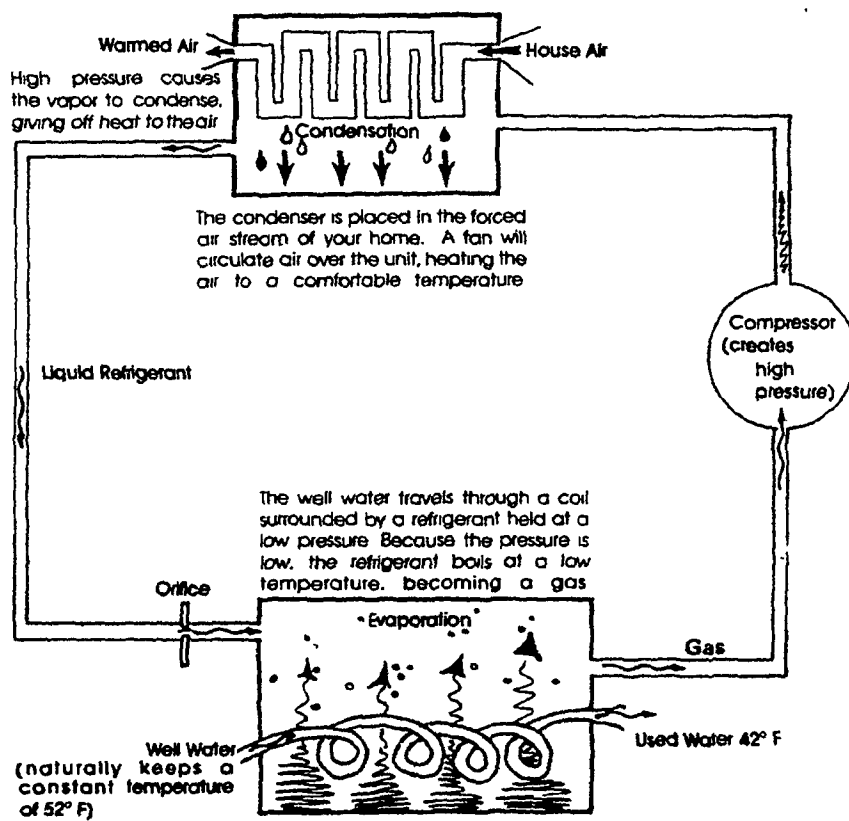 Warmed Air
House Air
High pressure causes
the vapor to condense,
giving off heat to the air
Condensation
The condenser is placed in the forced
air stream of your home. A fan will
circulate air over the unit, heating the
air to a comfortable temperature
Compressor
(creates
high
pressure)
Liquid Refrigerant
The well water travels through a coil
surrounded by a refrigerant held at a
low pressure Because the pressure is
low, the refrigerant boils at a low
temperature, becoming a gas
Orifice
Evaporation
Gas
Well Water
(naturally keeps a
constant temperature
of 52° F)
Used Water 42° F